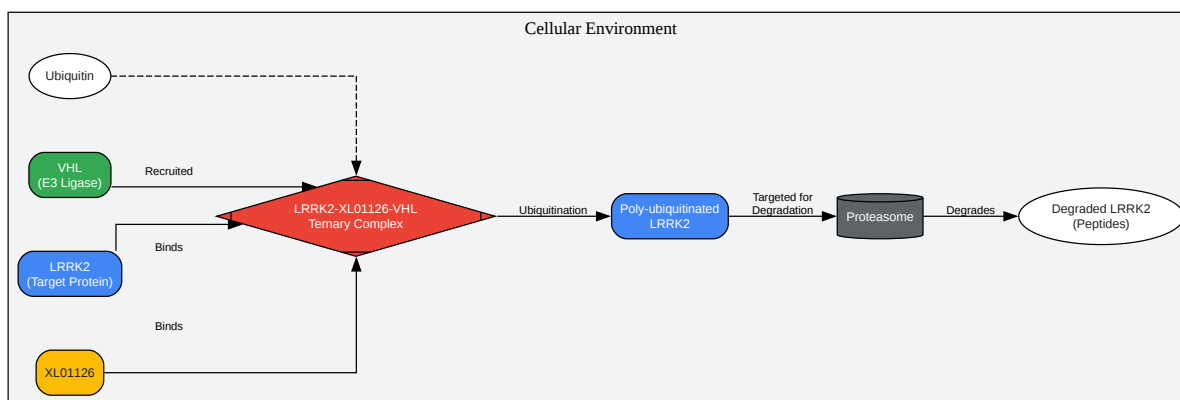 Cellular Environment
Ubiquitin
VHL
(E3 Ligase)
Recruited
LRRK2-XL01126-VHL
Ternary Complex
Binds
LRRK2
(Target Protein)
Binds
XL01126
Ubiquitination
Poly-ubiquitinated
LRRK2
Targeted for
Degradation
Proteasome
Degrades
Degraded LRRK2
(Peptides)